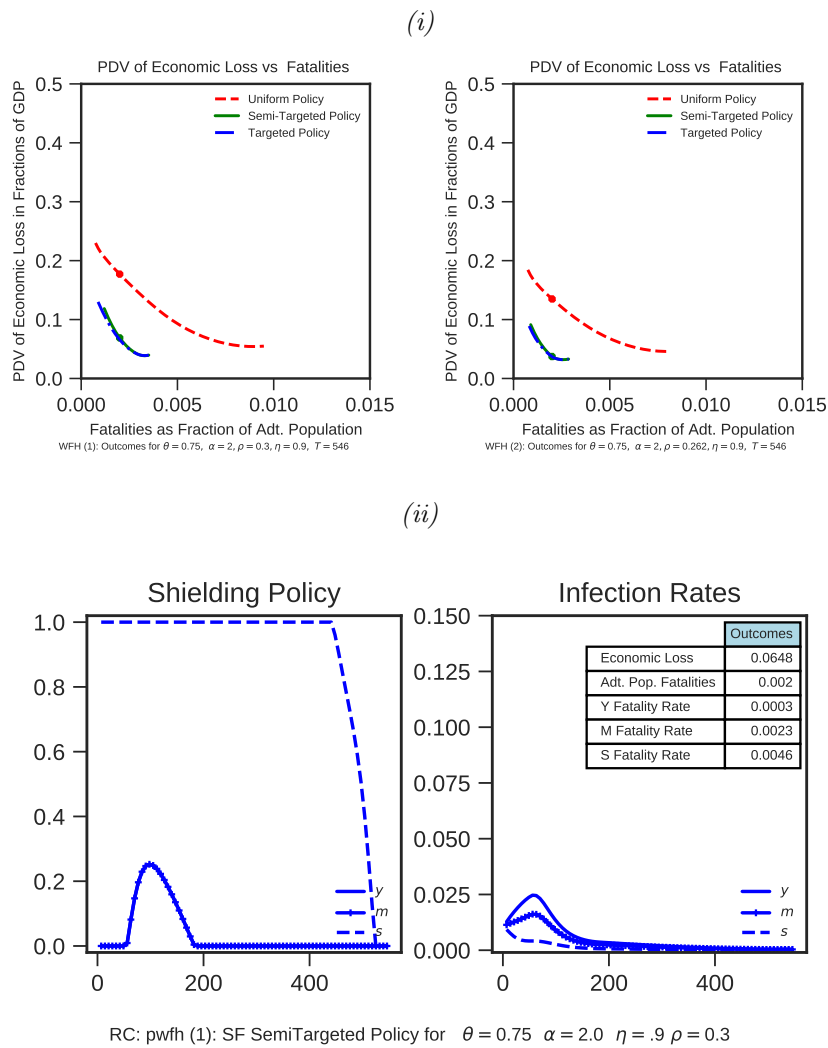 (i)
PDV of Economic Loss vs Fatalities
PDV of Economic Loss in Fractions of GDP
0.5
0.4
0.3
0.2
0.1
0.0
Uniform Policy
Semi-Targeted Policy
Targeted Policy
0.000 0.005 0.010 0.015
Fatalities as Fraction of Adt. Population
WFH (1): Outcomes for θ = 0.75, α = 2, ρ = 0.3, η = 0.9, T = 546
PDV of Economic Loss vs Fatalities
PDV of Economic Loss in Fractions of GDP
0.5
0.4
0.3
0.2
0.1
0.0
Uniform Policy
Semi-Targeted Policy
Targeted Policy
0.000 0.005 0.010 0.015
Fatalities as Fraction of Adt. Population
WFH (2): Outcomes for θ = 0.75, α = 2, ρ = 0.262, η = 0.9, T = 546
(ii)
Shielding Policy
1.0
0.8
0.6
0.4
0.2
0.0
y
m
s
0 200 400
Infection Rates
0.150
0.125
0.100
0.075
0.050
0.025
0.000
Outcomes
Economic Loss 0.0648
Adt. Pop. Fatalities 0.002
Y Fatality Rate 0.0003
M Fatality Rate 0.0023
S Fatality Rate 0.0046
y
m
s
0 200 400
RC: pwfh (1): SF SemiTargeted Policy for θ = 0.75 α = 2.0 η = .9 ρ = 0.3